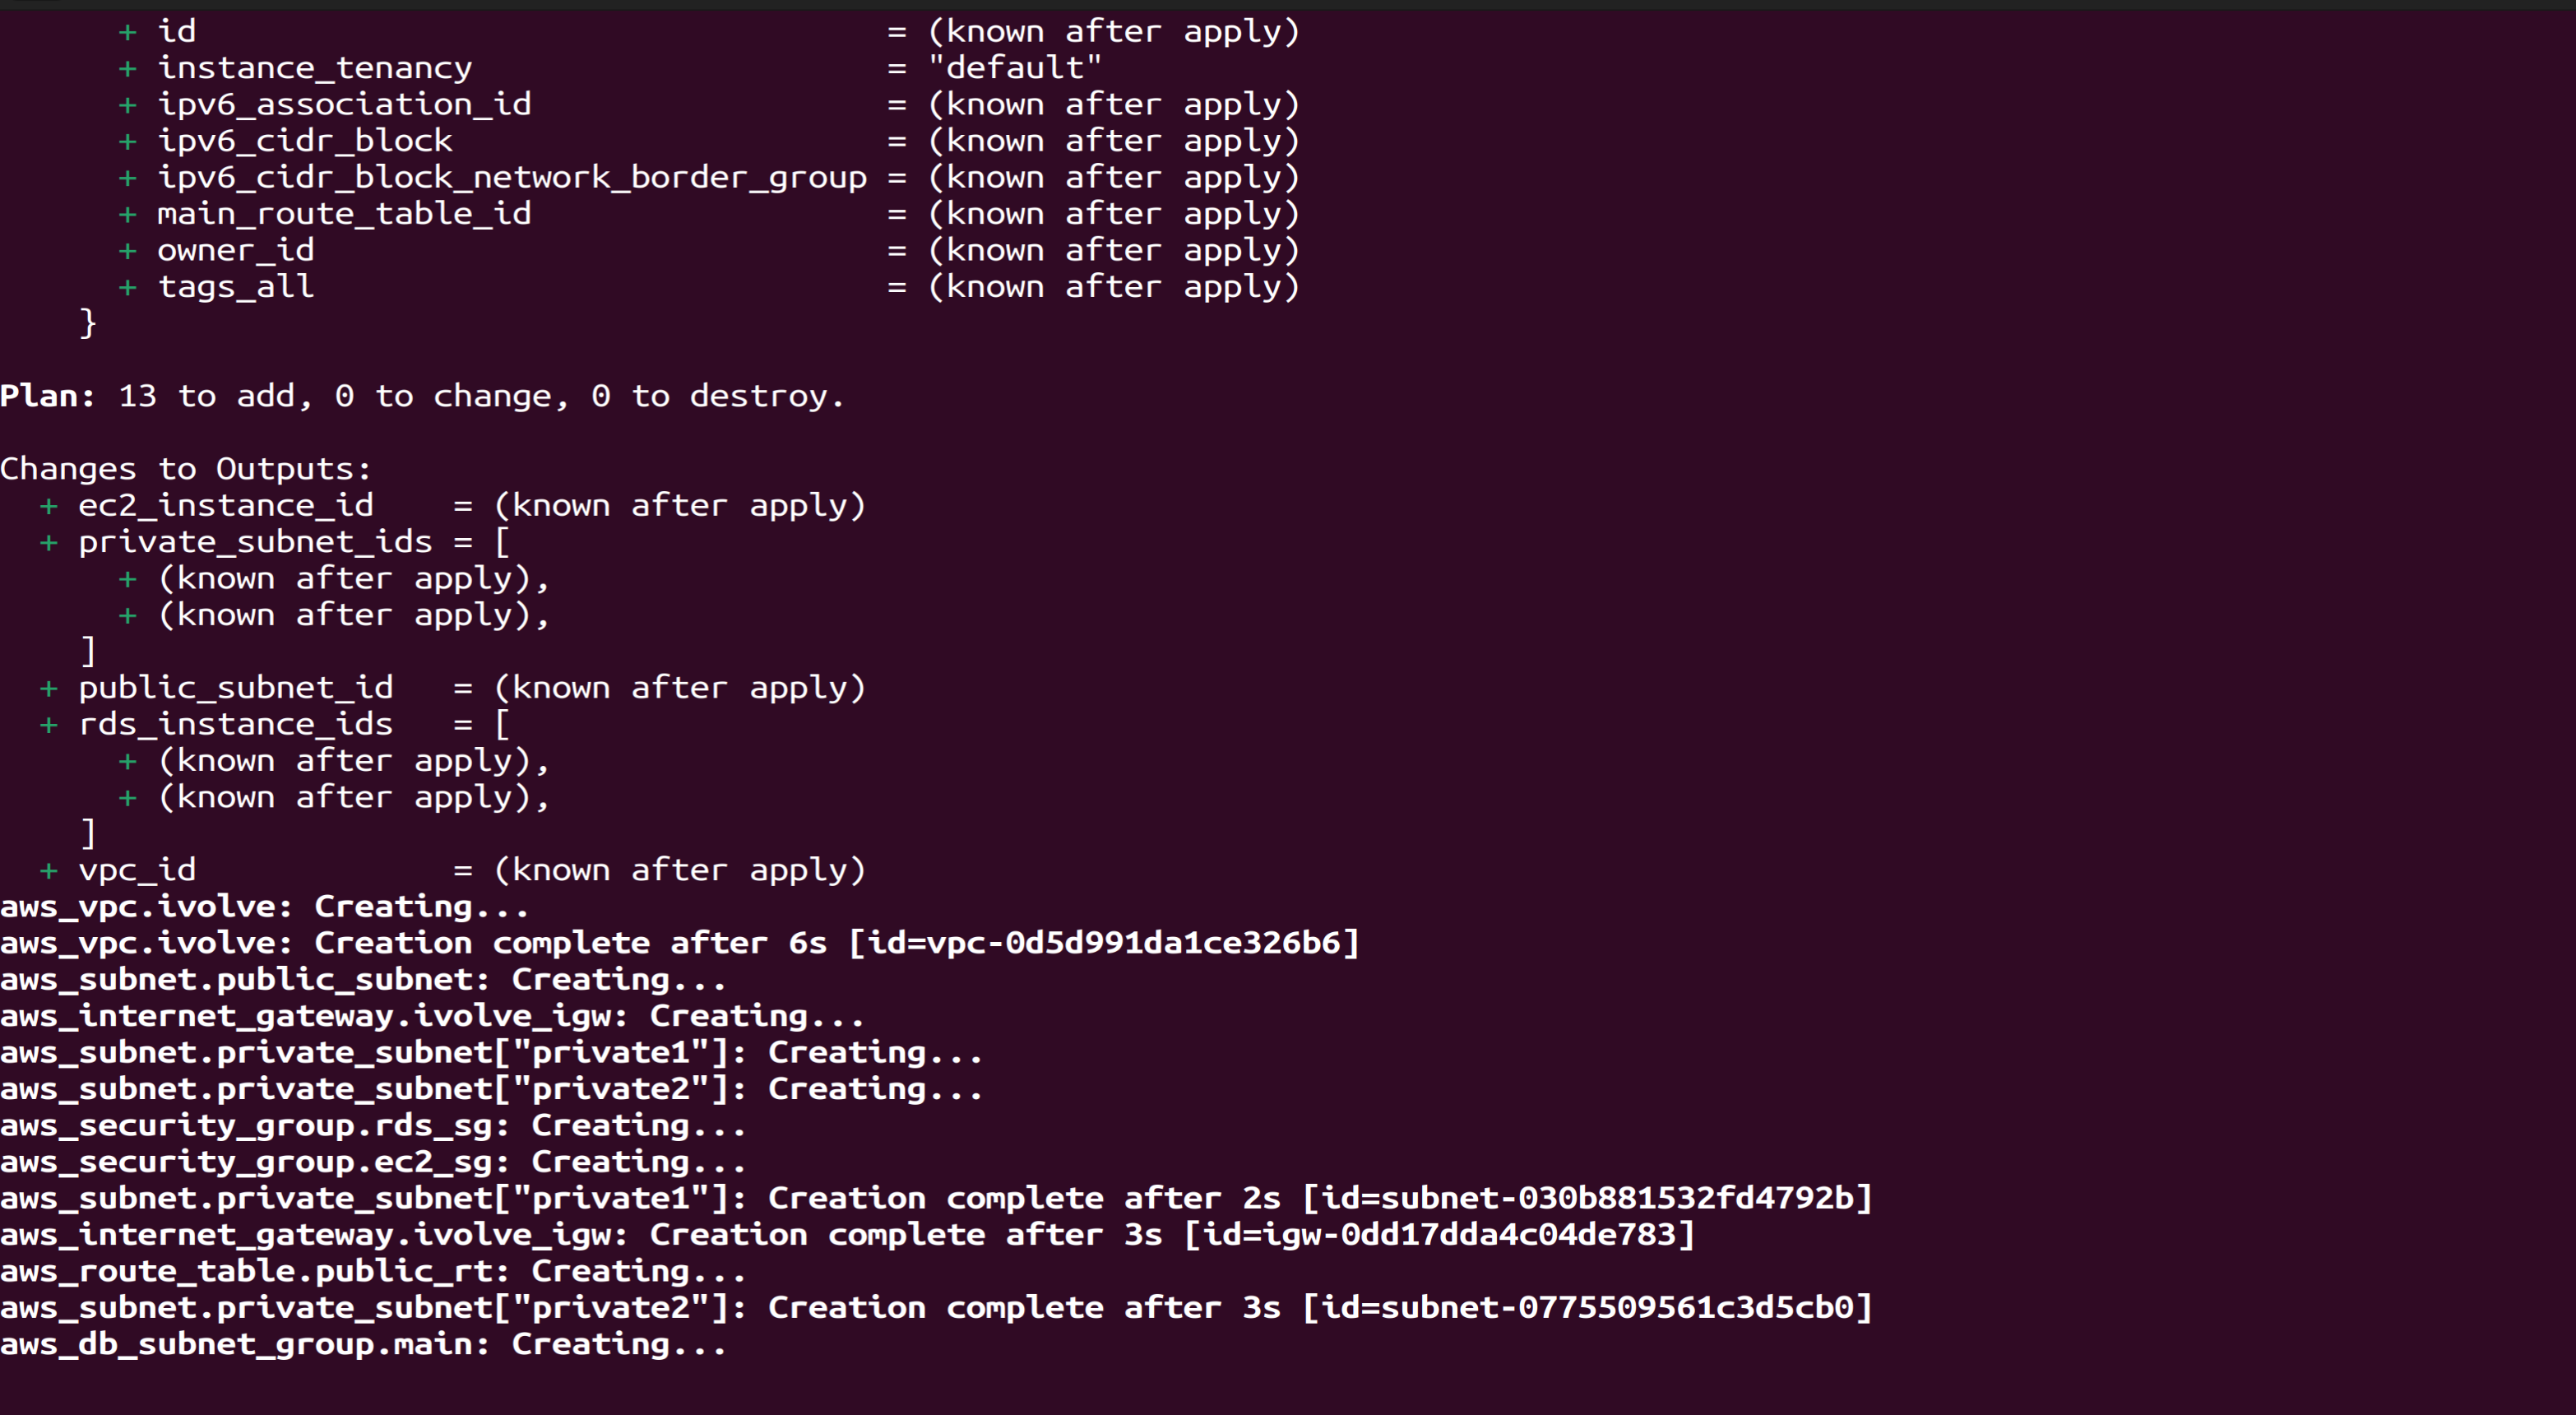 + id = (known after apply)
+ instance_tenancy = "default"
+ ipv6_association_id = (known after apply)
+ ipv6_cidr_block = (known after apply)
+ ipv6_cidr_block_network_border_group = (known after apply)
+ main_route_table_id = (known after apply)
+ owner_id = (known after apply)
+ tags_all = (known after apply)
}
Plan: 13 to add, 0 to change, 0 to destroy.
Changes to Outputs:
+ ec2_instance_id = (known after apply)
+ private_subnet_ids = [
+ (known after apply),
+ (known after apply),
]
+ public_subnet_id = (known after apply)
+ rds_instance_ids = [
+ (known after apply),
+ (known after apply),
]
+ vpc_id = (known after apply)
aws_vpc.ivolve: Creating...
aws_vpc.ivolve: Creation complete after 6s [id=vpc-0d5d991da1ce326b6]
aws_subnet.public_subnet: Creating...
aws_internet_gateway.ivolve_igw: Creating...
aws_subnet.private_subnet["private1"]: Creating...
aws_subnet.private_subnet["private2"]: Creating...
aws_security_group.rds_sg: Creating...
aws_security_group.ec2_sg: Creating...
aws_subnet.private_subnet["private1"]: Creation complete after 2s [id=subnet-030b881532fd4792b]
aws_internet_gateway.ivolve_igw: Creation complete after 3s [id=igw-0dd17dda4c04de783]
aws_route_table.public_rt: Creating...
aws_subnet.private_subnet["private2"]: Creation complete after 3s [id=subnet-0775509561c3d5cb0]
aws_db_subnet_group.main: Creating...